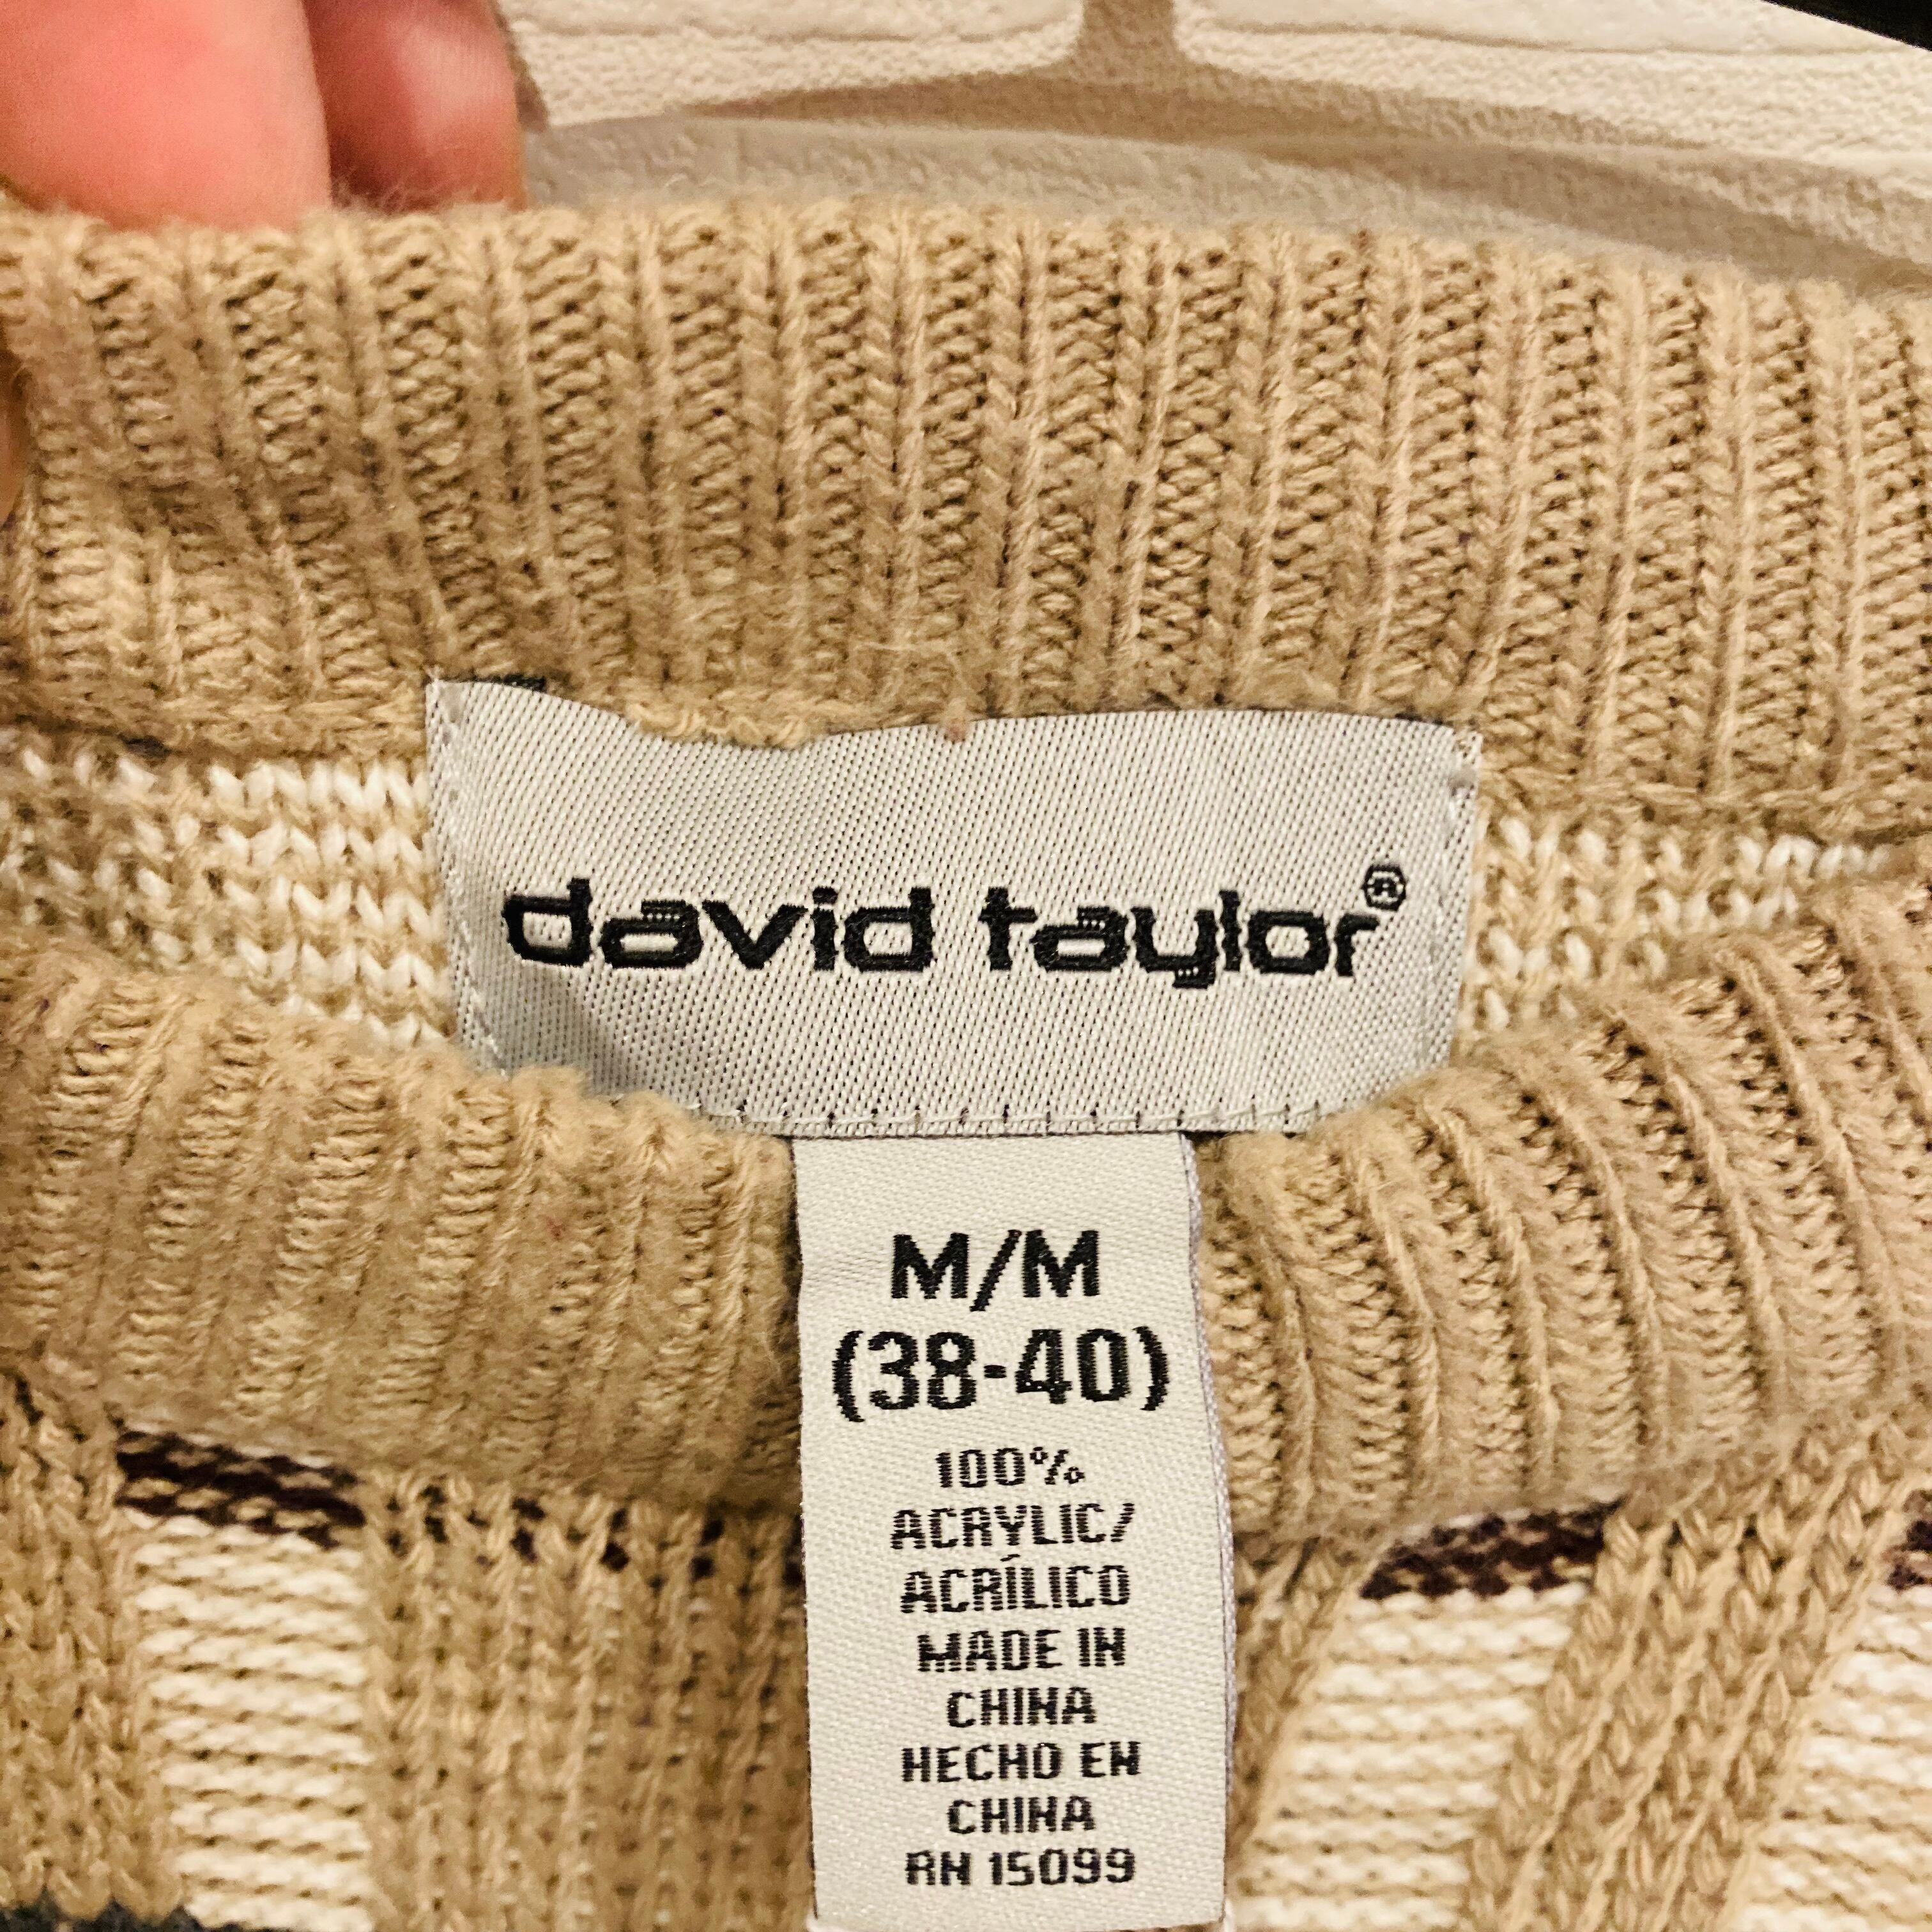 david taylor®
M/M
(38-40)
100%
ACRYLIC/
ACRÍLICO
MADE IN
CHINA
HECHO EN
CHINA
RN 15099